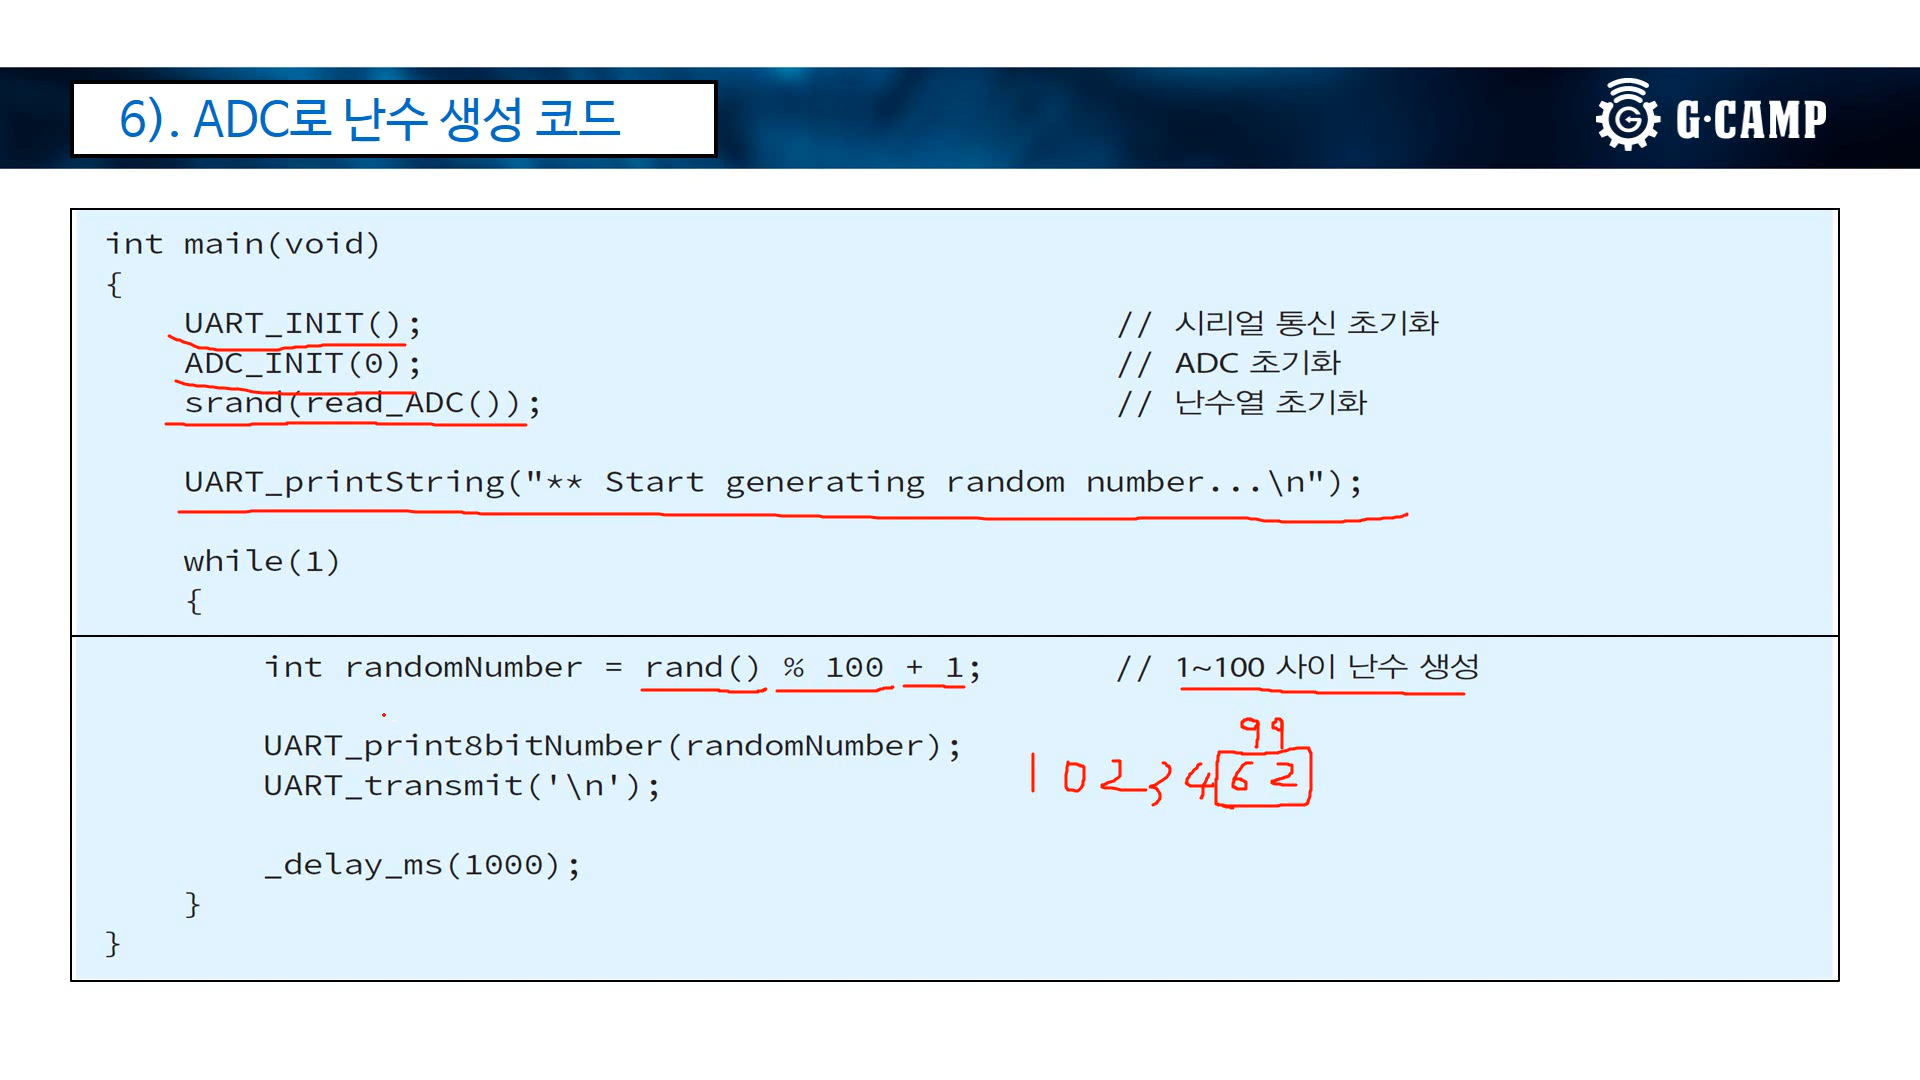 6). ADC로 난수 생성 코드
G·CAMP
int main(void)
{
UART_INIT(); // 시리얼 통신 초기화
ADC_INIT(0); // ADC 초기화
srand(read_ADC()); // 난수열 초기화
UART_printString("** Start generating random number...\n");
while(1)
{
int randomNumber = rand() % 100 + 1; // 1~100 사이 난수 생성
99
UART_print8bitNumber(randomNumber);
1023462
UART_transmit('\n');
_delay_ms(1000);
}
}